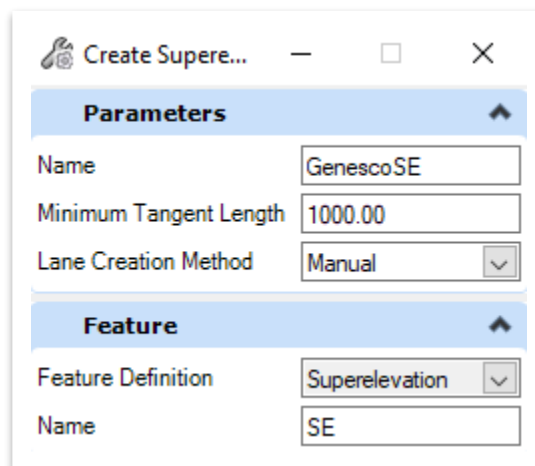 Create Supere...
Parameters
Name GenescoSE
Minimum Tangent Length 1000.00
Lane Creation Method Manual
Feature
Feature Definition Superelevation
Name SE